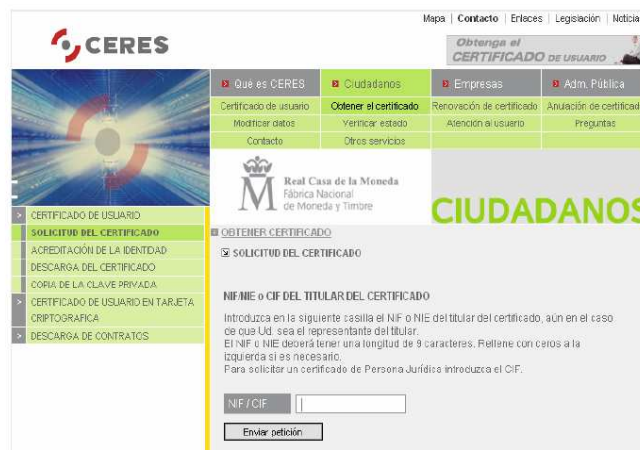 Mapa | Contacto | Enlaces | Legislación | Noticia
CERES
Obtenga el
CERTIFICADO DE USUARIO
Qué es CERES
Ciudadanos
Empresas
Adm. Pública
Certificado de usuario
Obtener el certificado
Renovación de certificado
Anulación de certificad
Modificar datos
Verificar estado
Atención al usuario
Preguntas
Contacto
Otros servicios
M
Real Casa de la Moneda
Fábrica Nacional
de Moneda y Timbre
CIUDADANOS
CERTIFICADO DE USUARIO
SOLICITUD DEL CERTIFICADO
ACREDITACIÓN DE LA IDENTIDAD
DESCARGA DEL CERTIFICADO
COPIA DE LA CLAVE PRIVADA
CERTIFICADO DE USUARIO EN TARJETA
CRIPTOGRAFICA
DESCARGA DE CONTRATOS
OBTENER CERTIFICADO
SOLICITUD DEL CERTIFICADO
NIF/NIE o CIF DEL TITULAR DEL CERTIFICADO
Introduzca en la siguiente casilla el NIF o NIE del titular del certificado, aún en el caso
de que Ud. sea el representante del titular.
El NIF o NIE deberá tener una longitud de 9 caracteres. Rellene con ceros a la
izquierda si es necesario.
Para solicitar un certificado de Persona Jurídica introduzca el CIF.
NIF / CIF
Enviar petición